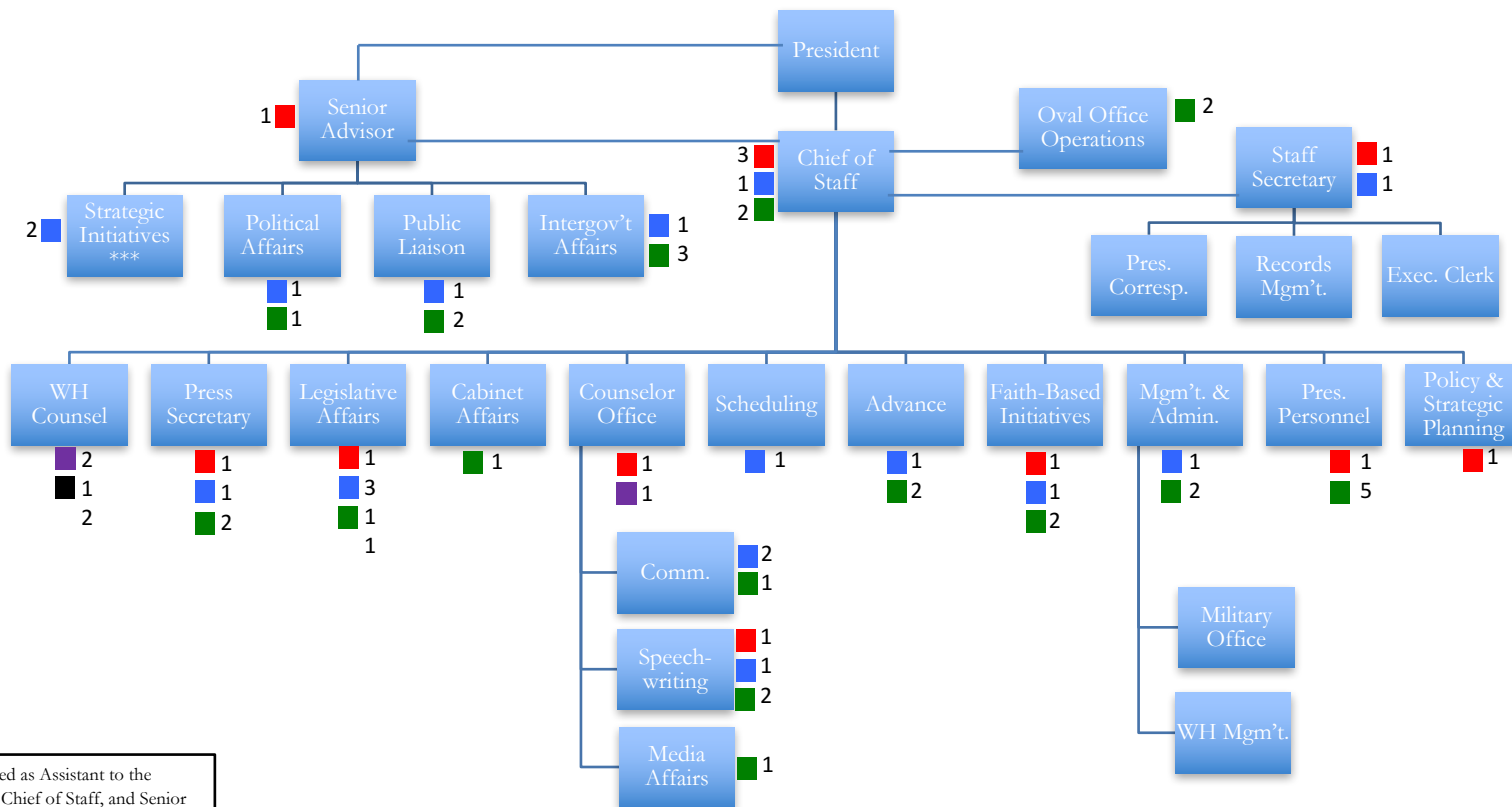 President
Senior
Advisor
1
Oval Office
Operations
2
Chief of
Staff
3
1
2
Staff
Secretary
1
1
Strategic
Initiatives
***
2
Political
Affairs
1
1
Public
Liaison
1
2
Intergov't
Affairs
1
3
Pres.
Corresp.
Records
Mgm't.
Exec. Clerk
WH
Counsel
2
1
2
Press
Secretary
1
1
2
Legislative
Affairs
1
3
1
1
Cabinet
Affairs
1
Counselor
Office
1
1
Scheduling
1
Advance
1
2
Faith-Based
Initiatives
1
1
2
Mgm't. &
Admin.
1
2
Pres.
Personnel
1
5
Policy &
Strategic
Planning
1
Comm.
2
1
Speech-
writing
1
1
2
Media
Affairs
1
Military
Office
WH Mgm't.
ed as Assistant to the
Chief of Staff, and Senior